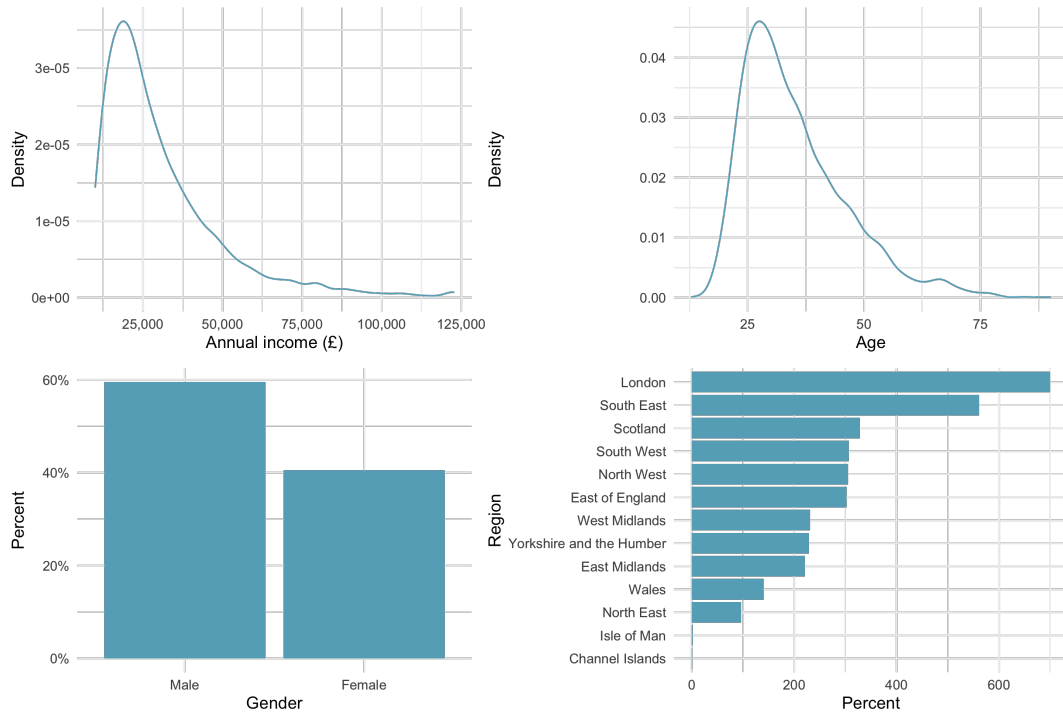 Density
3e-05
2e-05
1e-05
0e+00
25,000 50,000 75,000 100,000 125,000
Annual income (£)
Density
0.04
0.03
0.02
0.01
0.00
25 50 75
Age
Percent
60%
40%
20%
0%
Male Female
Gender
Region
London
South East
Scotland
South West
North West
East of England
West Midlands
Yorkshire and the Humber
East Midlands
Wales
North East
Isle of Man
Channel Islands
0 200 400 600
Percent